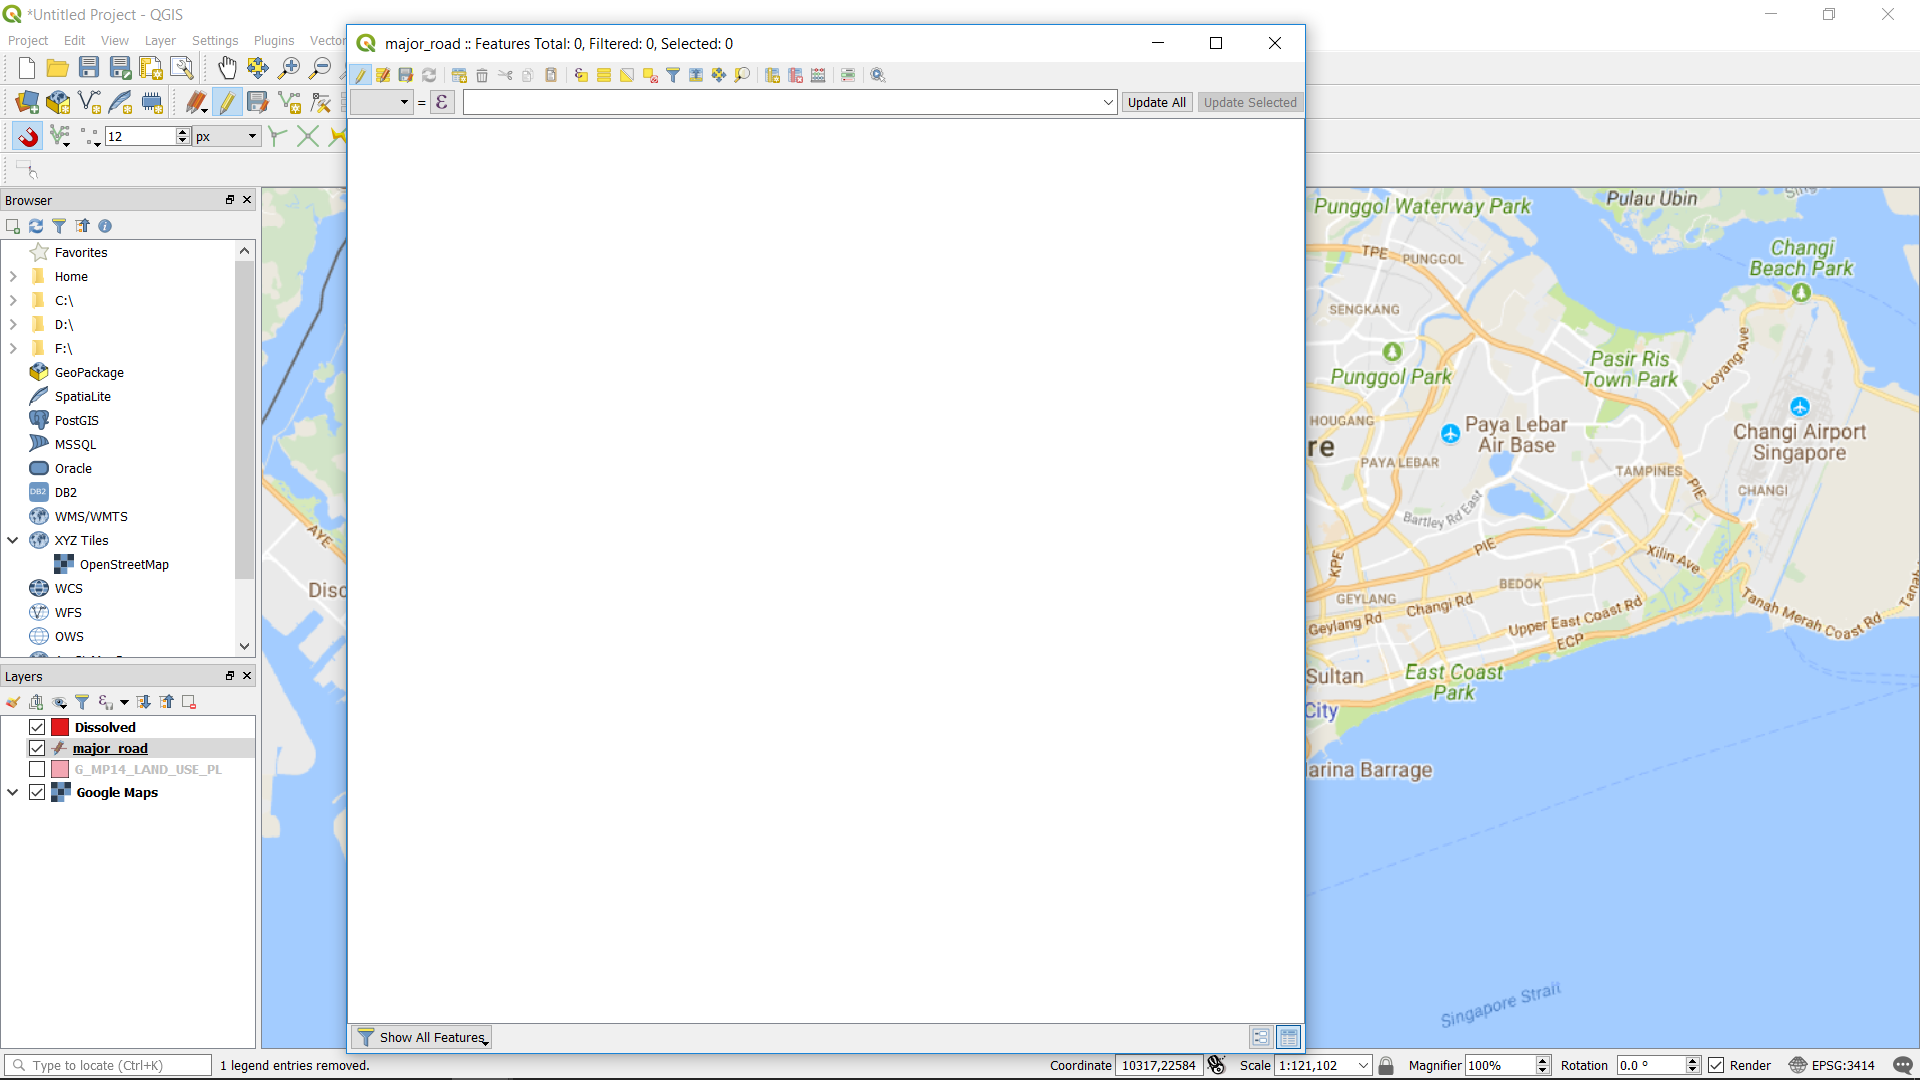 *Untitled Project - QGIS
Project Edit View Layer Settings Plugins Vector
major_road :: Features Total: 0, Filtered: 0, Selected: 0
= ε Update All Update Selected
12 px
Browser
Favorites
Home
C:\
D:\
F:\
GeoPackage
SpatiaLite
PostGIS
MSSQL
Oracle
DB2
WMS/WMTS
XYZ Tiles
OpenStreetMap
WCS
WFS
OWS
Layers
Dissolved
major_road
G_MP14_LAND_USE_PL
Google Maps
AYE
Disc
Punggol Waterway Park
Pulau Ubin
TPE
PUNGGOL
Changi
Beach Park
SENGKANG
Punggol Park
Pasir Ris
Town Park
Loyang Ave
HOUGANG
re
Paya Lebar
Air Base
Changi Airport
Singapore
PAYA LEBAR
TAMPINES
PIE
CHANGI
Bartley Rd East
PIE
KPE
Xilin Ave
BEDOK
GEYLANG
Changi Rd
Geylang Rd
Upper East Coast Rd
ECP
Tanah Merah Coast Rd
Sultan
East Coast
Park
City
arina Barrage
Singapore Strait
Show All Features
Type to locate (Ctrl+K) 1 legend entries removed. Coordinate 10317,22584 Scale 1:121,102 Magnifier 100% Rotation 0.0 ° Render EPSG:3414